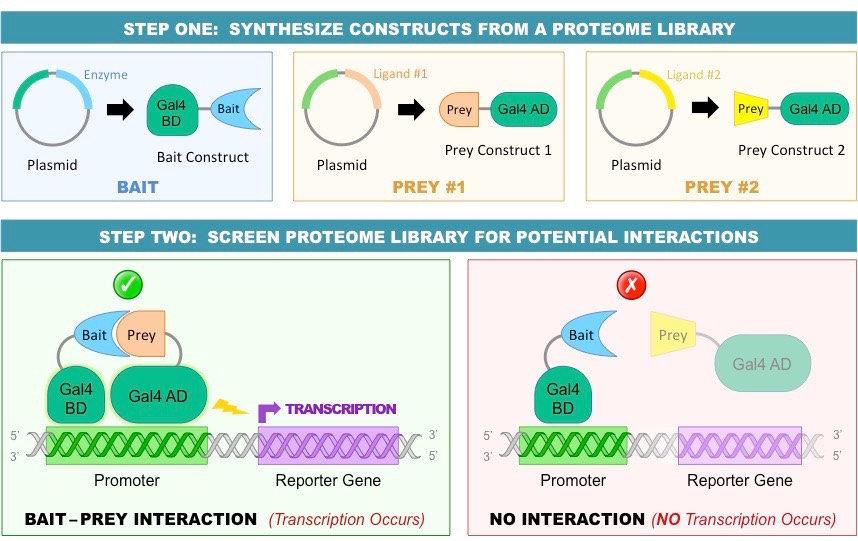 STEP ONE: SYNTHESIZE CONSTRUCTS FROM A PROTEOME LIBRARY
Enzyme
Gal4
BD
Bait
Plasmid
Bait Construct
BAIT
Ligand #1
Prey
Gal4 AD
Plasmid
Prey Construct 1
PREY #1
Ligand #2
Prey
Gal4 AD
Plasmid
Prey Construct 2
PREY #2
STEP TWO: SCREEN PROTEOME LIBRARY FOR POTENTIAL INTERACTIONS
Bait
Prey
Gal4
BD
Gal4 AD
TRANSCRIPTION
5’
3’
3’
5’
Promoter
Reporter Gene
BAIT – PREY INTERACTION (Transcription Occurs)
Bait
Prey
Gal4
BD
Gal4 AD
5’
3’
3’
5’
Promoter
Reporter Gene
NO INTERACTION (NO Transcription Occurs)